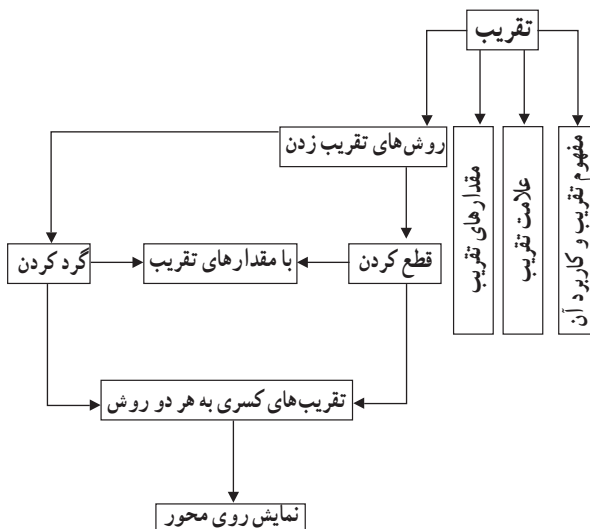 تقریب
مفهوم تقریب و کاربرد آن
علامت تقریب
مقدارهای تقریب
روش‌های تقریب زدن
قطع کردن
با مقدارهای تقریب
گرد کردن
تقریب‌های کسری به هر دو روش
نمایش روی محور